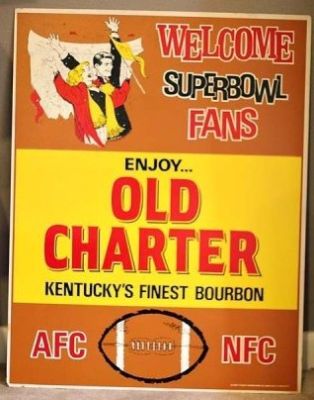 WELCOME
SUPERBOWL
FANS
ENJOY...
OLD
CHARTER
KENTUCKY'S FINEST BOURBON
AFC
NFC